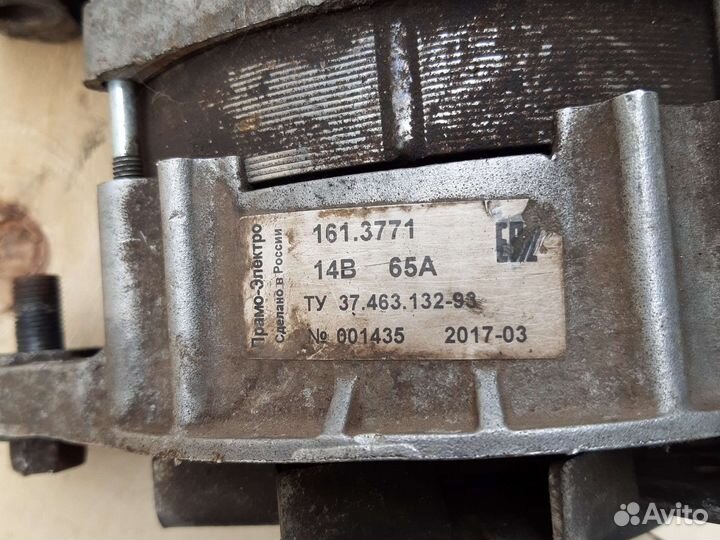 Прамо-Электро
Сделано в России
161.3771
14В 65А
ТУ 37.463.132-93
№ 001435 2017-03
Avito